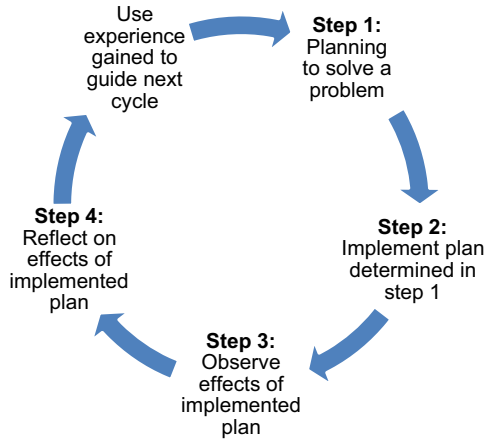 Use
experience
gained to
guide next
cycle
Step 1:
Planning
to solve a
problem
Step 2:
Implement plan
determined in
step 1
Step 3:
Observe
effects of
implemented
plan
Step 4:
Reflect on
effects of
implemented
plan